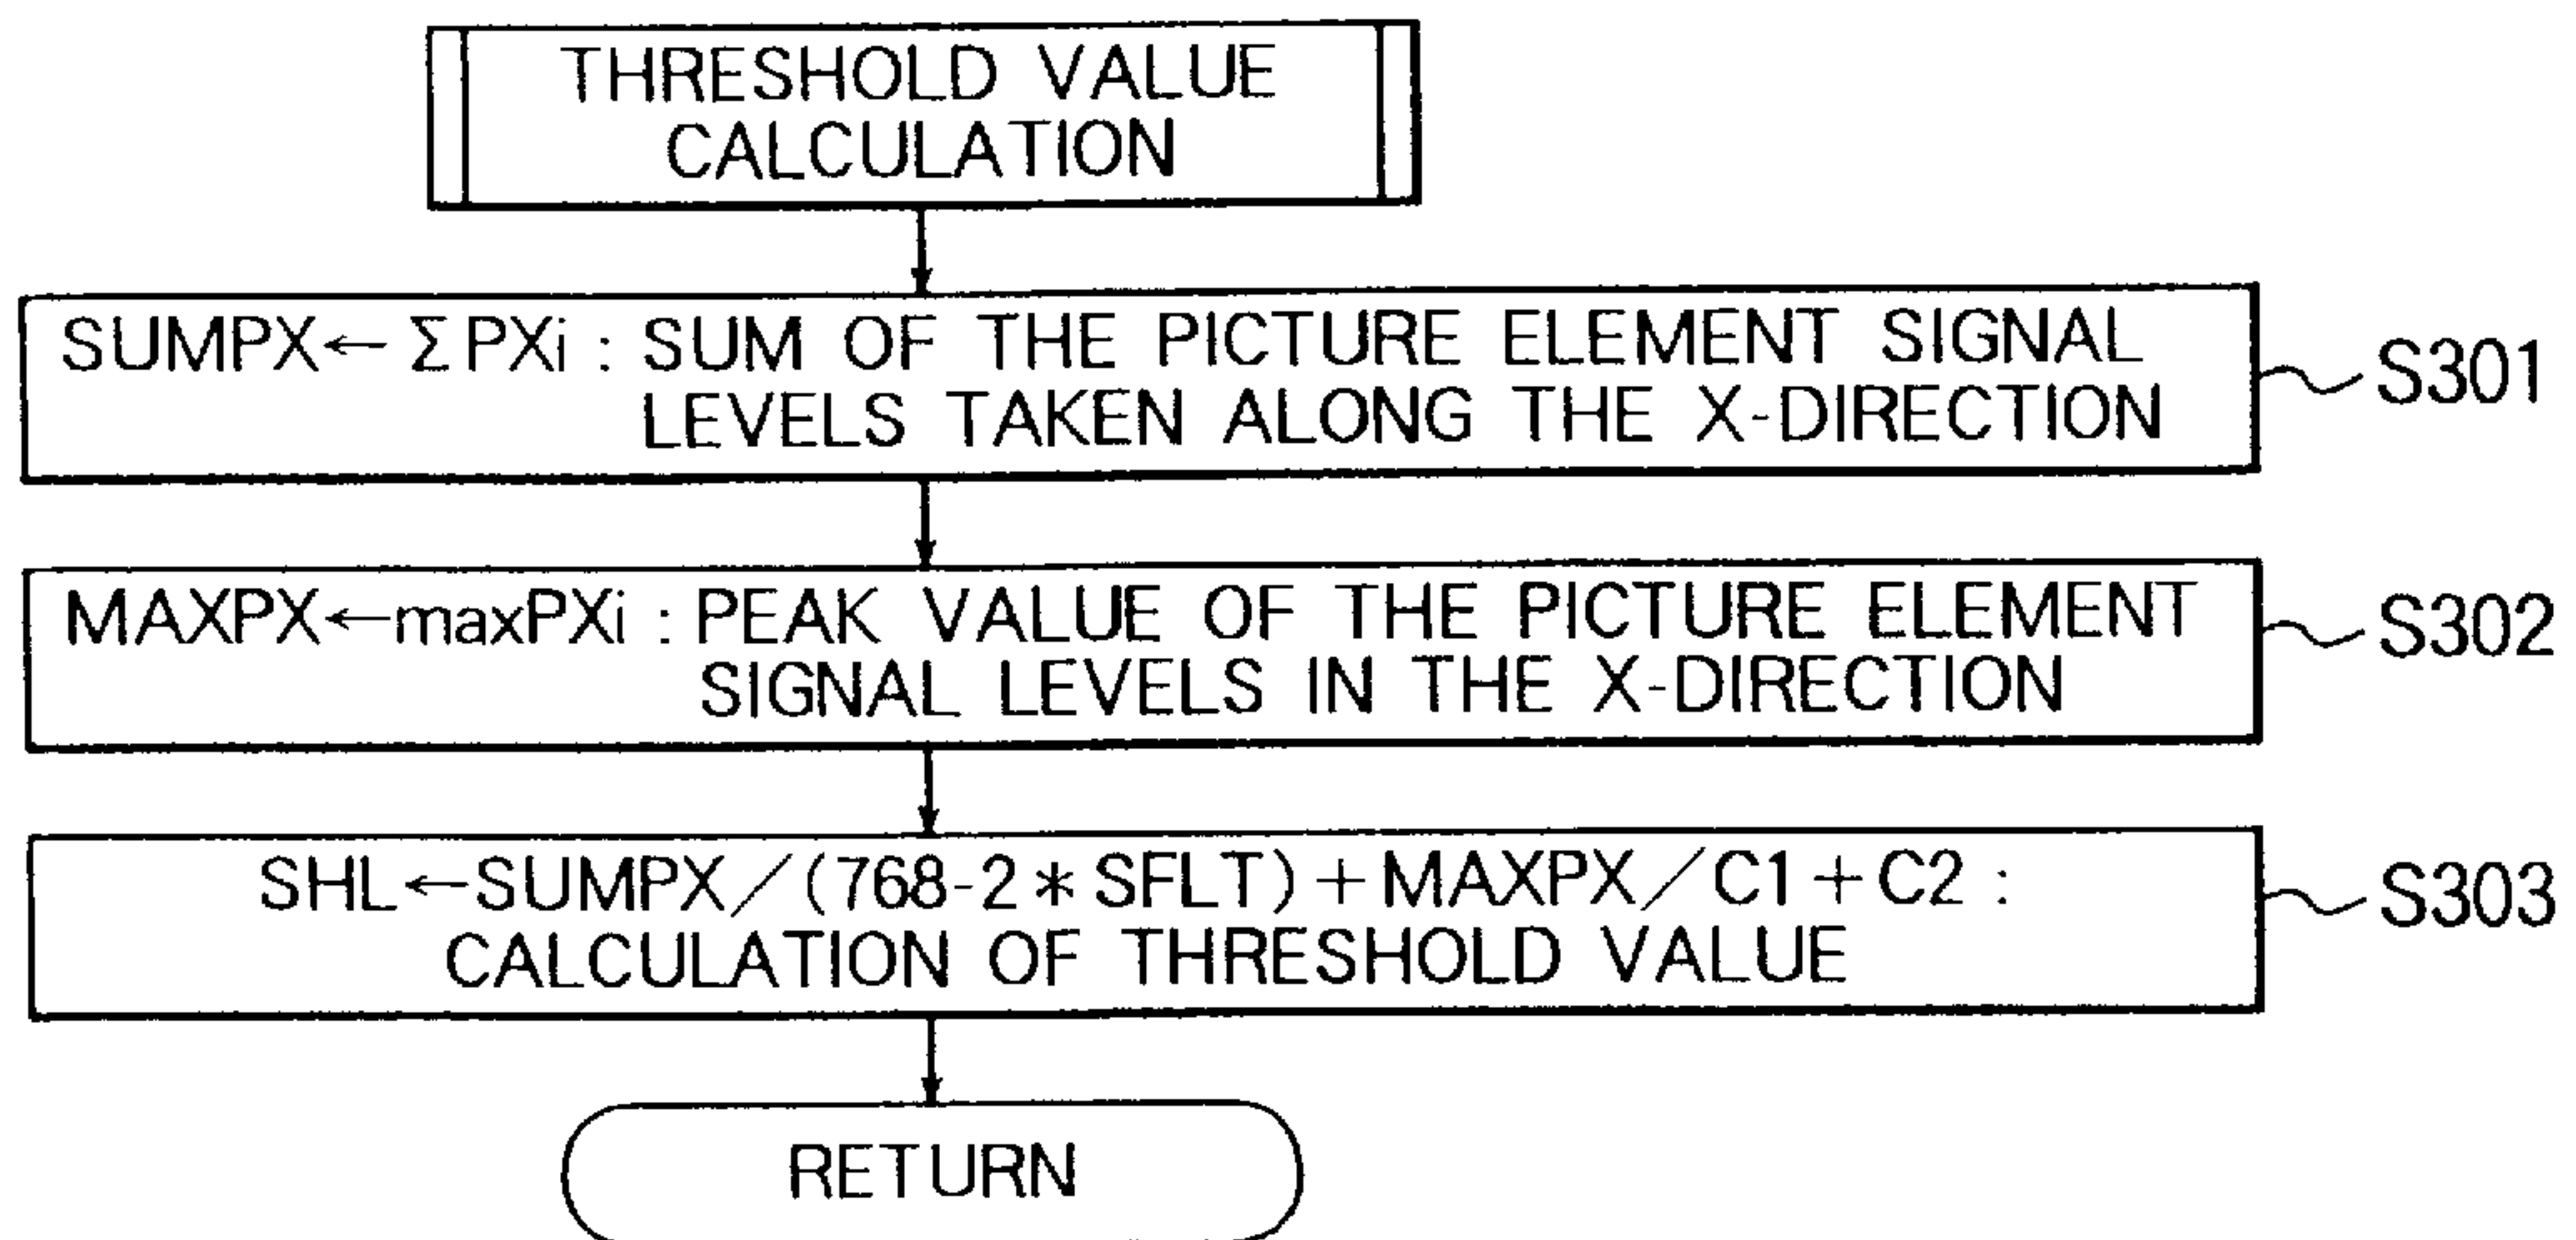 THRESHOLD VALUE
CALCULATION
SUMPX←ΣPXi : SUM OF THE PICTURE ELEMENT SIGNAL
LEVELS TAKEN ALONG THE X-DIRECTION
S301
MAXPX←maxPXi : PEAK VALUE OF THE PICTURE ELEMENT
SIGNAL LEVELS IN THE X-DIRECTION
S302
SHL←SUMPX/(768-2*SFLT)+MAXPX/C1+C2 :
CALCULATION OF THRESHOLD VALUE
S303
RETURN